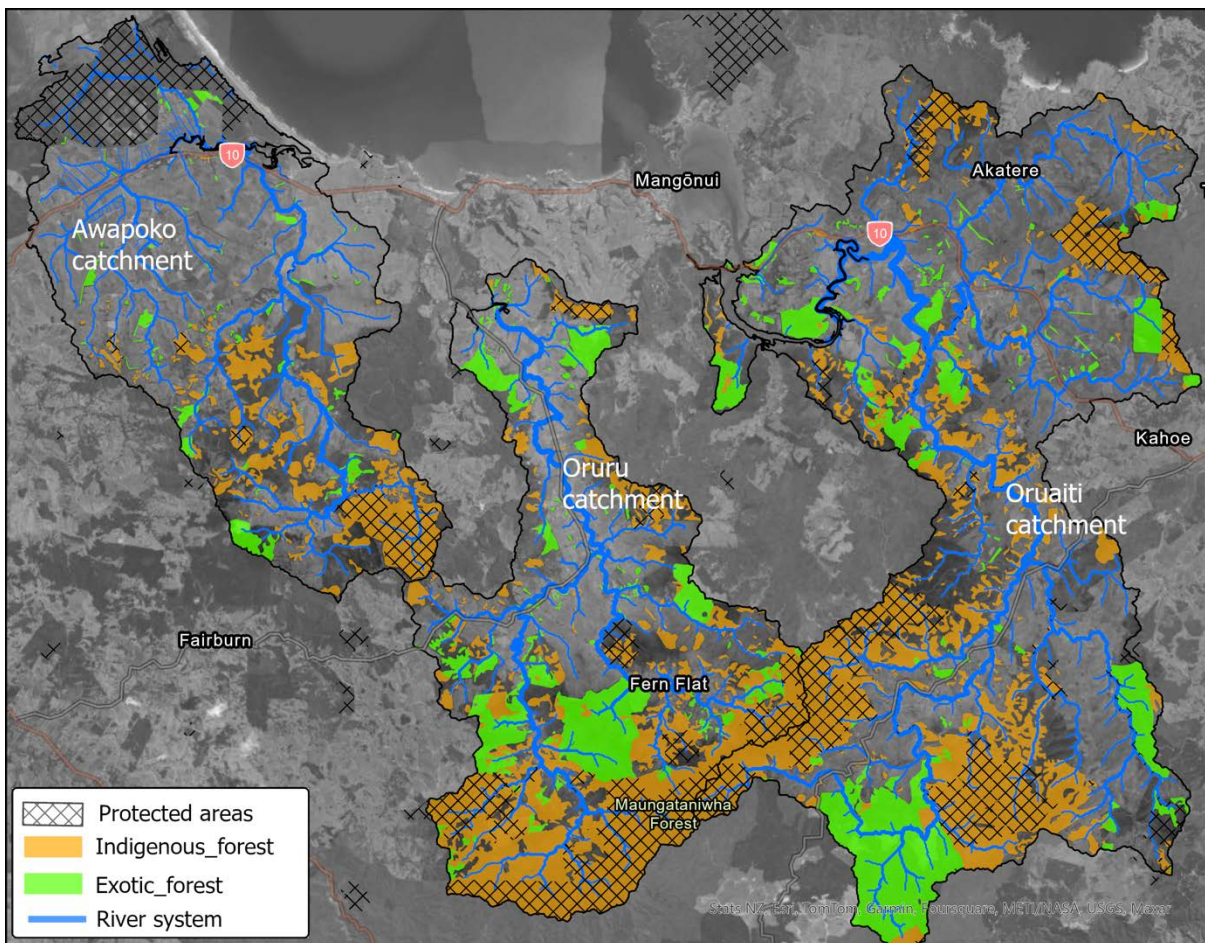 10
Mangōnui
Akatere
Awapoko
catchment
10
Kahoe
Oruru
catchment
Oruaiti
catchment
Fairburn
Fern Flat
Maungataniwha
Forest
Protected areas
Indigenous_forest
Exotic_forest
River system
Stats NZ, Esri, TomTom, Garmin, Foursquare, METI/NASA, USGS, Maxar